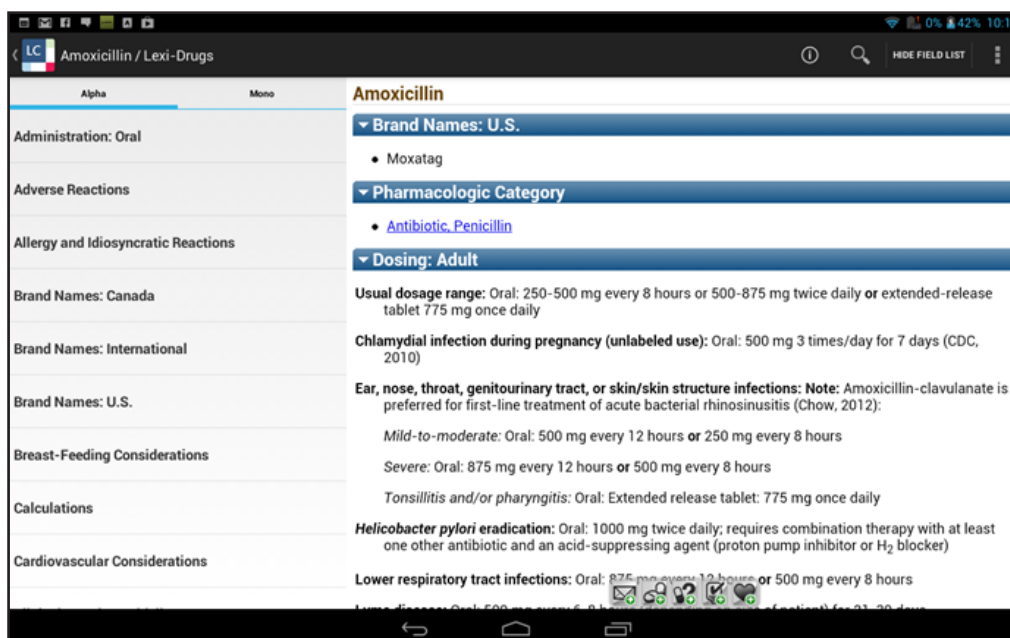 0% 42% 10:1
LC Amoxicillin / Lexi-Drugs
HIDE FIELD LIST
Alpha Mono
Administration: Oral
Adverse Reactions
Allergy and Idiosyncratic Reactions
Brand Names: Canada
Brand Names: International
Brand Names: U.S.
Breast-Feeding Considerations
Calculations
Cardiovascular Considerations
Amoxicillin
Brand Names: U.S.
• Moxatag
Pharmacologic Category
• Antibiotic, Penicillin
Dosing: Adult
Usual dosage range: Oral: 250-500 mg every 8 hours or 500-875 mg twice daily or extended-release
tablet 775 mg once daily
Chlamydial infection during pregnancy (unlabeled use): Oral: 500 mg 3 times/day for 7 days (CDC,
2010)
Ear, nose, throat, genitourinary tract, or skin/skin structure infections: Note: Amoxicillin-clavulanate is
preferred for first-line treatment of acute bacterial rhinosinusitis (Chow, 2012):
Mild-to-moderate: Oral: 500 mg every 12 hours or 250 mg every 8 hours
Severe: Oral: 875 mg every 12 hours or 500 mg every 8 hours
Tonsillitis and/or pharyngitis: Oral: Extended release tablet: 775 mg once daily
Helicobacter pylori eradication: Oral: 1000 mg twice daily; requires combination therapy with at least
one other antibiotic and an acid-suppressing agent (proton pump inhibitor or H₂ blocker)
Lower respiratory tract infections: Oral: 875 mg every 12 hours or 500 mg every 8 hours